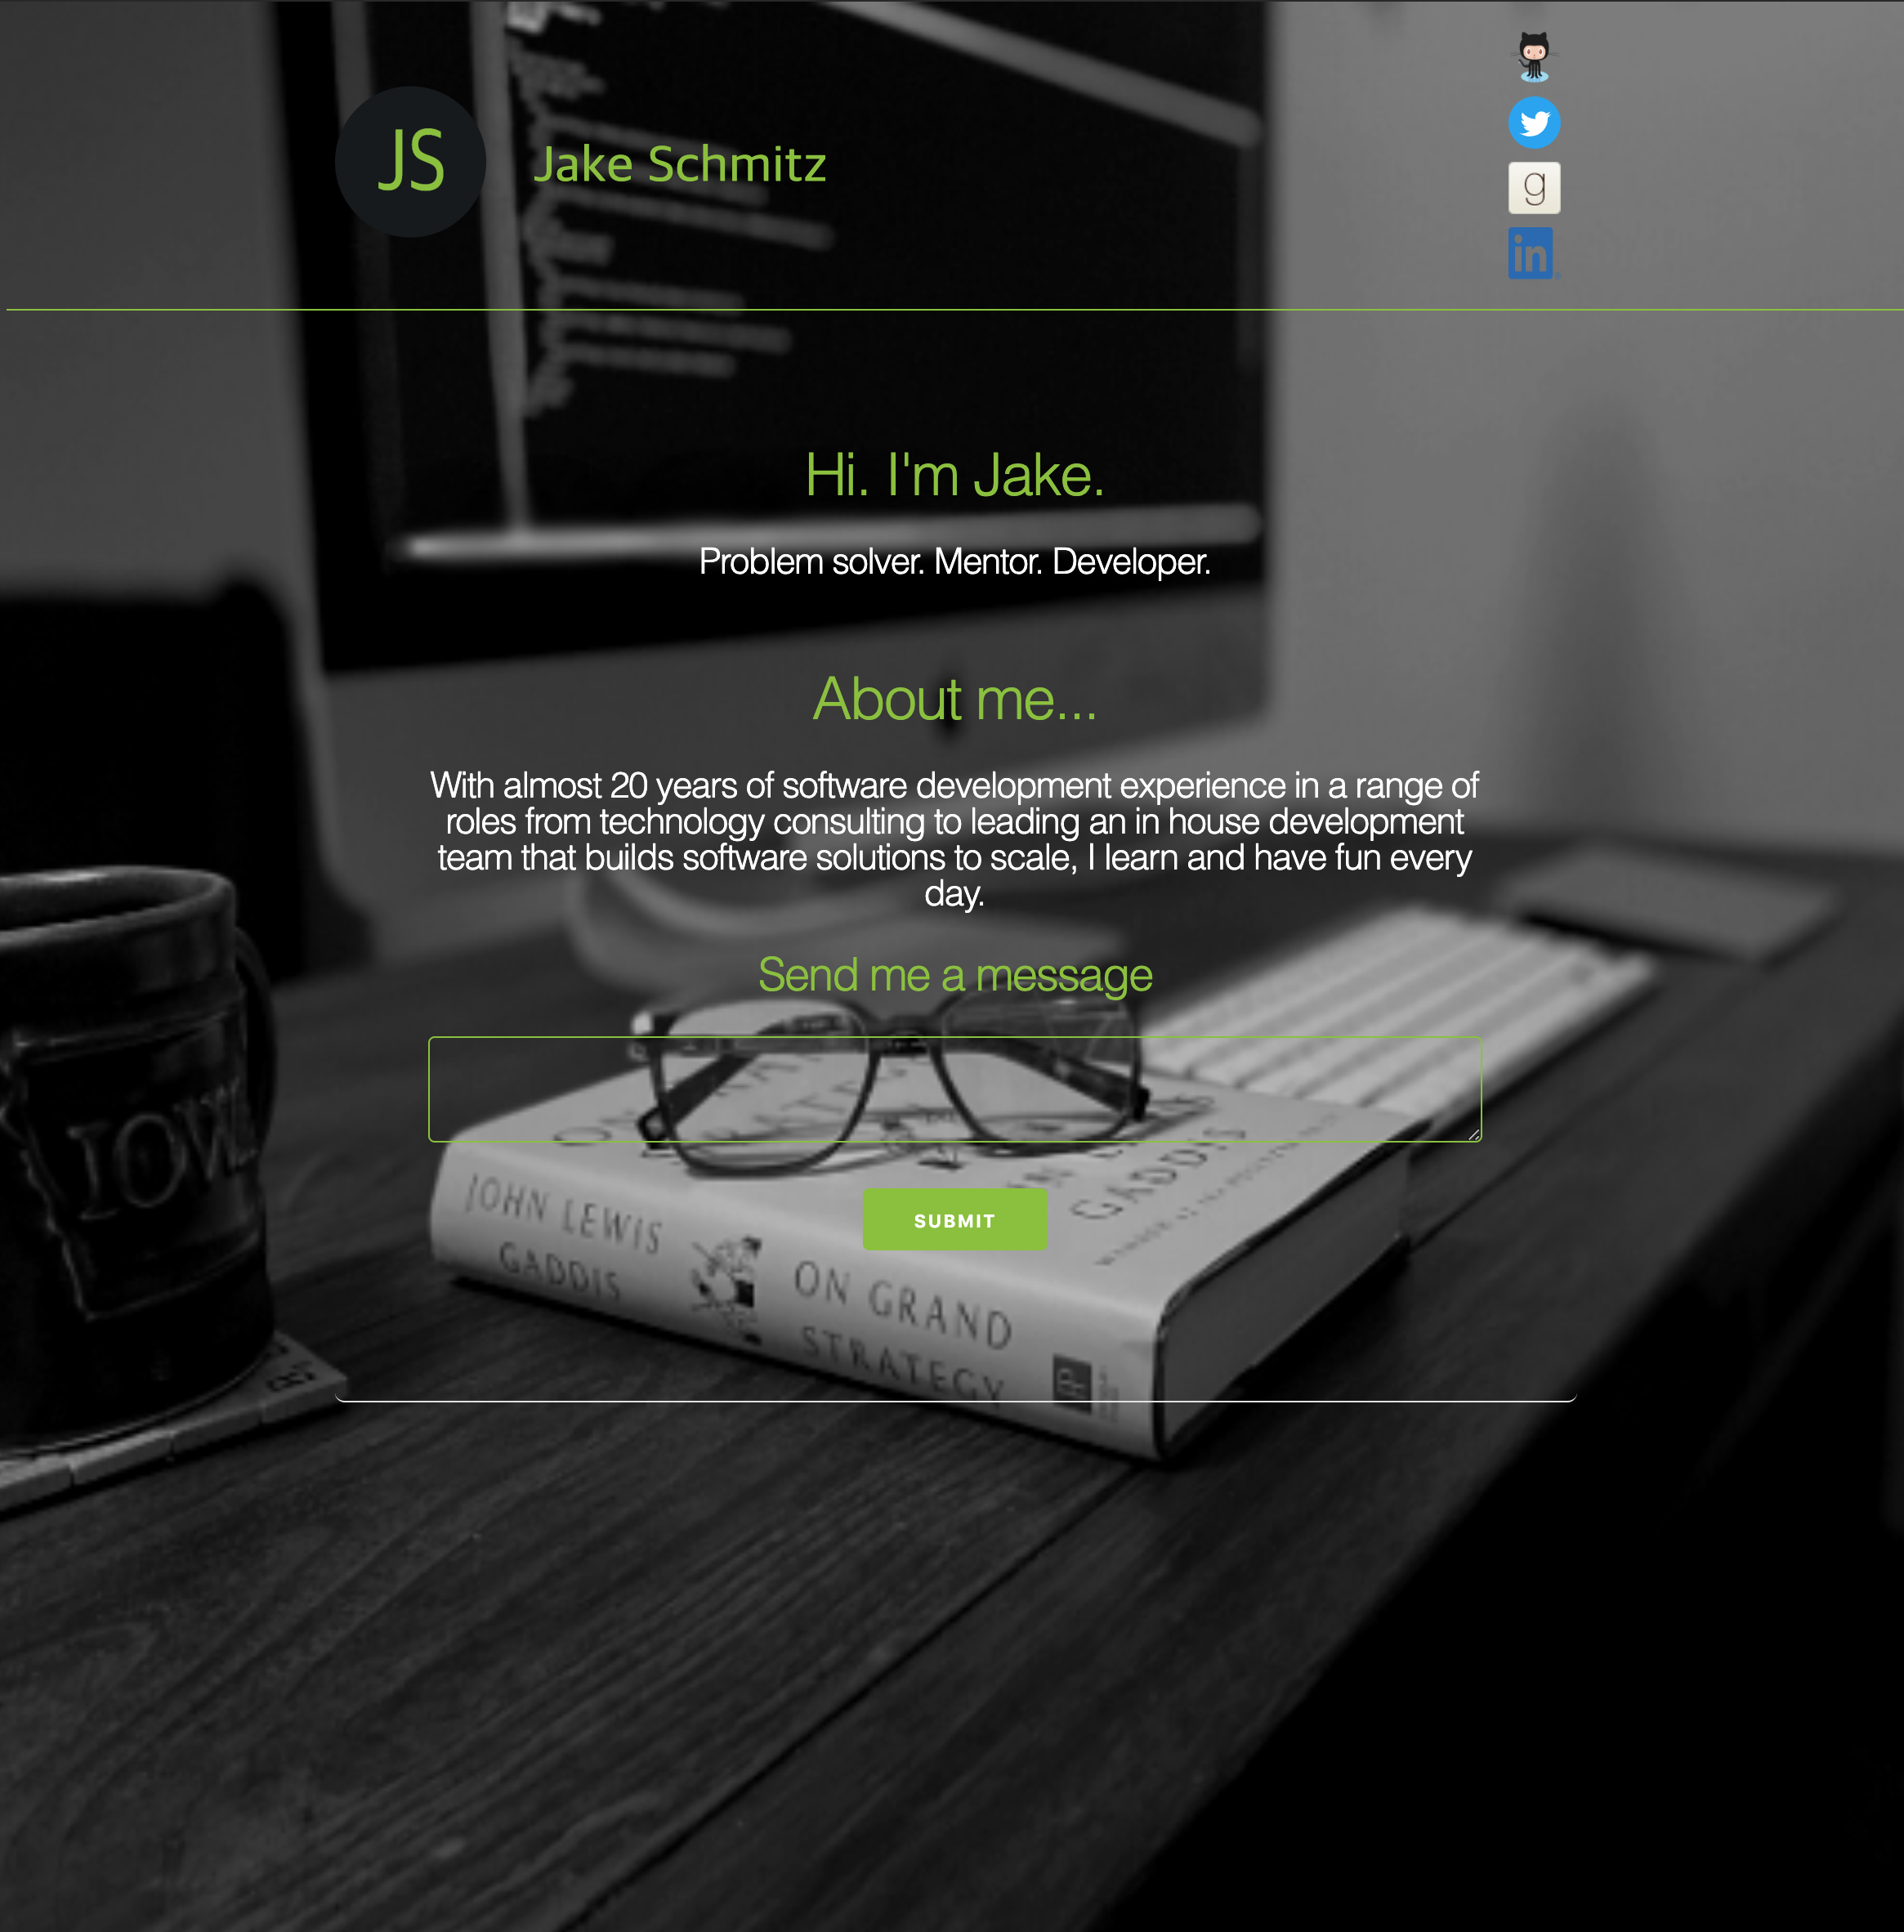 JS
Jake Schmitz
g
in
Hi. I'm Jake.
Problem solver. Mentor. Developer.
About me...
With almost 20 years of software development experience in a range of
roles from technology consulting to leading an in house development
team that builds software solutions to scale, I learn and have fun every
day.
Send me a message
GADDIS
SUBMIT
IOWA
JOHN LEWIS
GADDIS
ON GRAND
STRATEGY